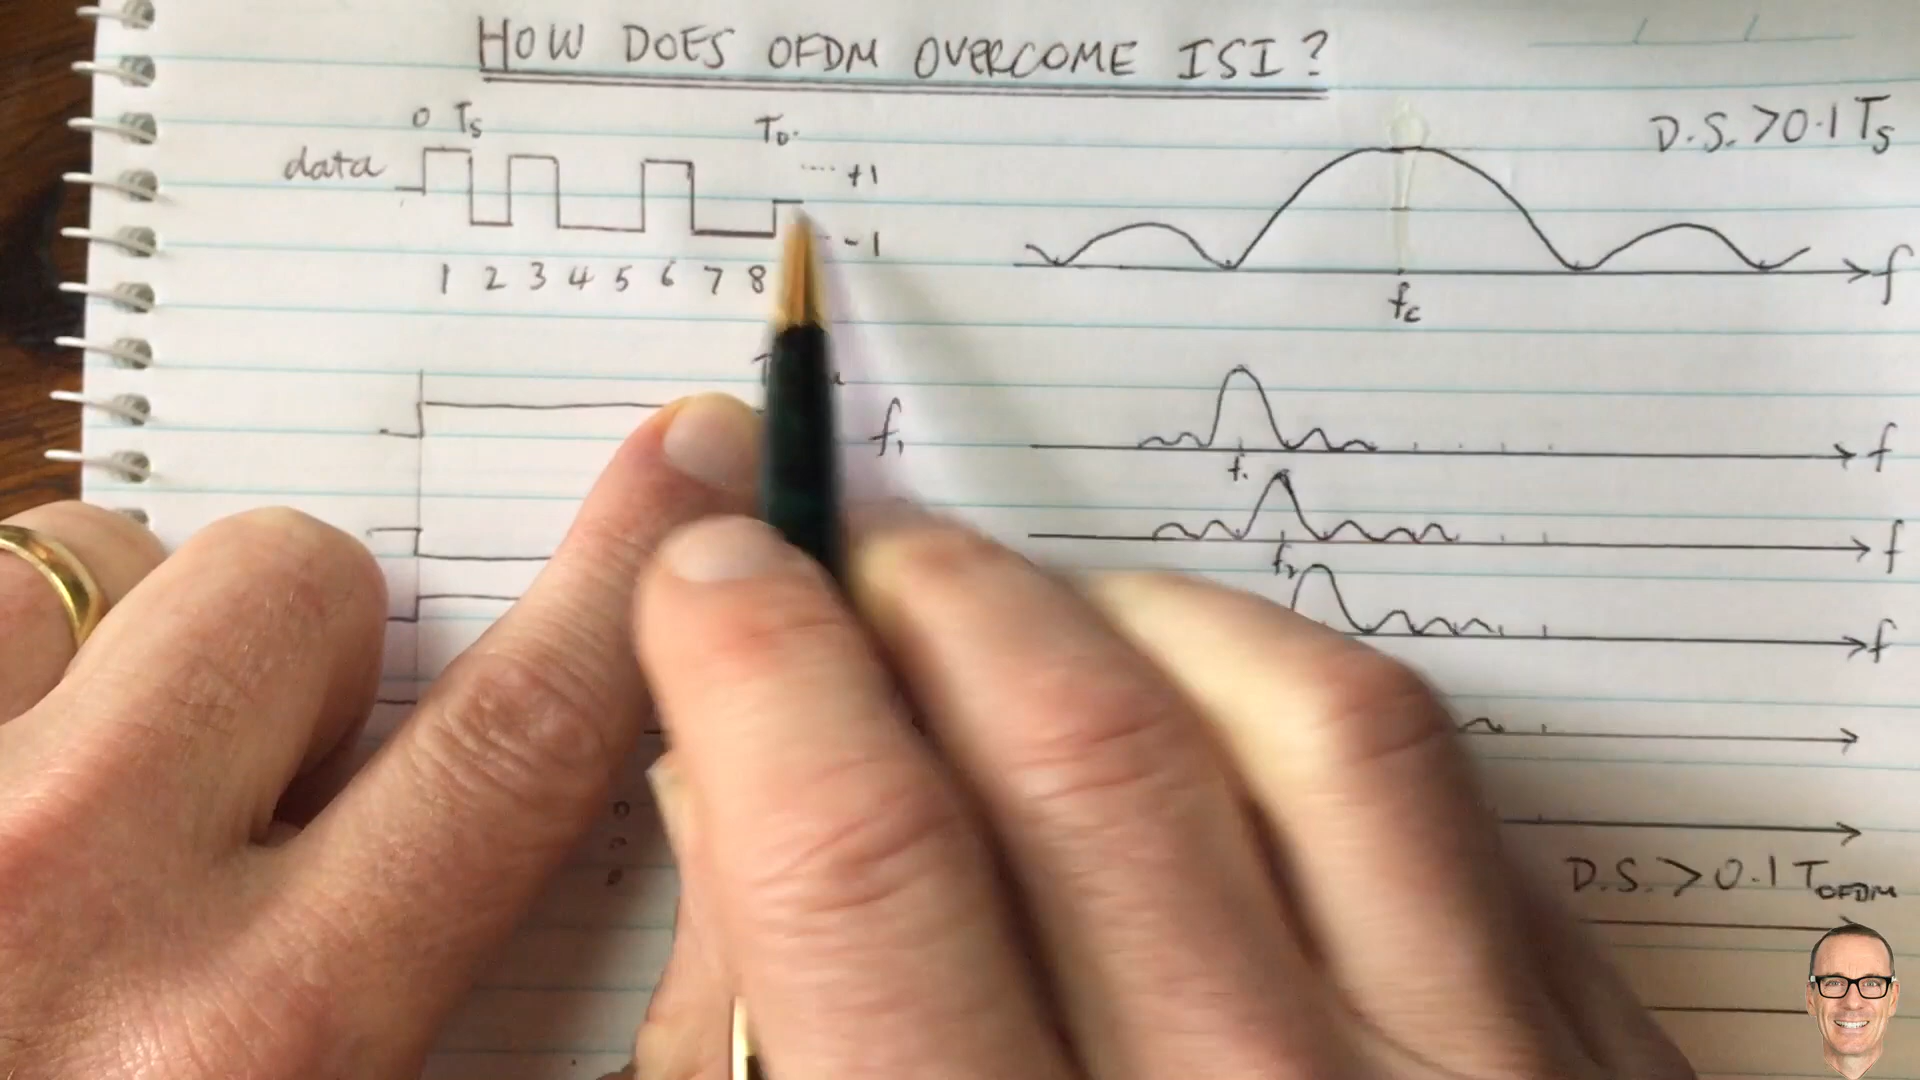 HOW DOES OFDM OVERCOME ISI?
0 Ts To.
D.S. > 0.1 Ts
data +1
-1
1 2 3 4 5 6 7 8
f
fc
f1
f
f1
f
f2
f
D.S. > 0.1 TOFDM